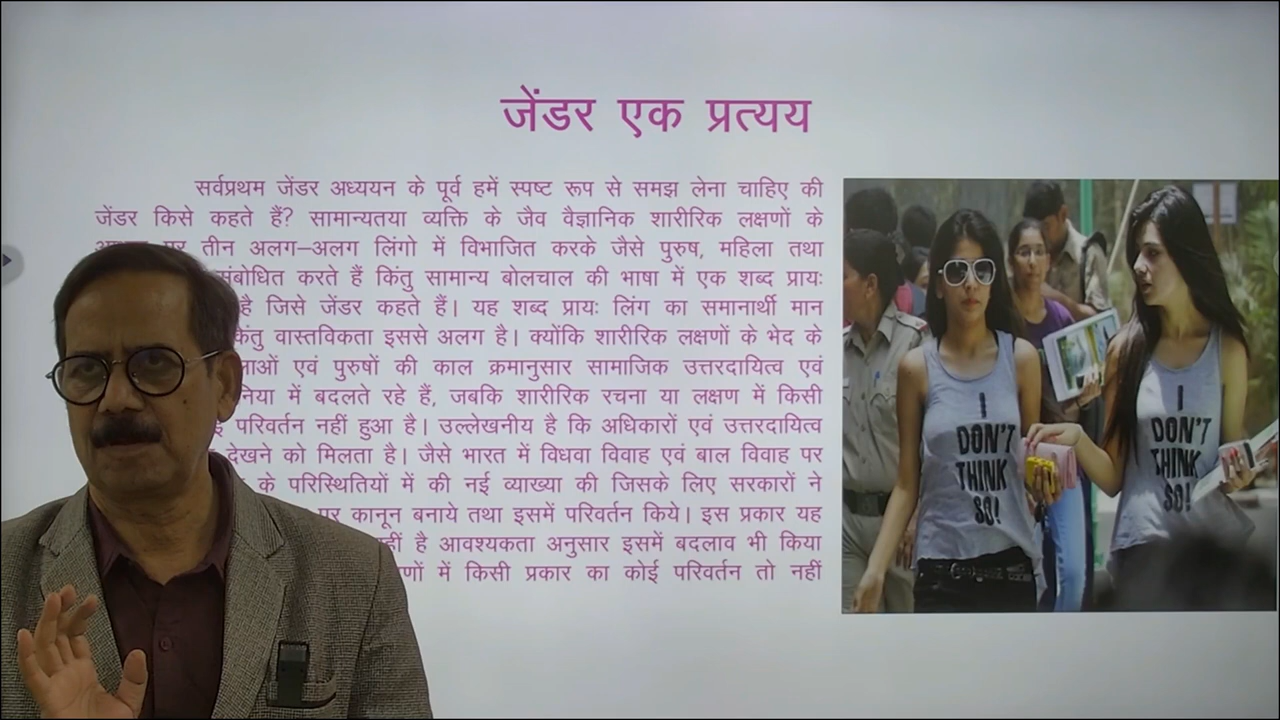 जेंडर एक प्रत्यय
सर्वप्रथम जेंडर अध्ययन के पूर्व हमें स्पष्ट रूप से समझ लेना चाहिए की
जेंडर किसे कहते हैं? सामान्यतया व्यक्ति के जैव वैज्ञानिक शारीरिक लक्षणों के
तीन अलग–अलग लिंगो में विभाजित करके जैसे पुरुष, महिला तथा
संबोधित करते हैं किंतु सामान्य बोलचाल की भाषा में एक शब्द प्रायः
है जिसे जेंडर कहते हैं। यह शब्द प्रायः लिंग का समानार्थी मान
वास्तविकता इससे अलग है। क्योंकि शारीरिक लक्षणों के भेद के
एवं पुरुषों की काल क्रमानुसार सामाजिक उत्तरदायित्व एवं
में बदलते रहे हैं, जबकि शारीरिक रचना या लक्षण में किसी
परिवर्तन नहीं हुआ है। उल्लेखनीय है कि अधिकारों एवं उत्तरदायित्व
देखने को मिलता है। जैसे भारत में विधवा विवाह एवं बाल विवाह पर
के परिस्थितियों में की नई व्याख्या की जिसके लिए सरकारों ने
पर कानून बनाये तथा इसमें परिवर्तन किये। इस प्रकार यह
है आवश्यकता अनुसार इसमें बदलाव भी किया
में किसी प्रकार का कोई परिवर्तन तो नहीं
I
DON'T
THINK
SO!
I
DON'T
THINK
SO!